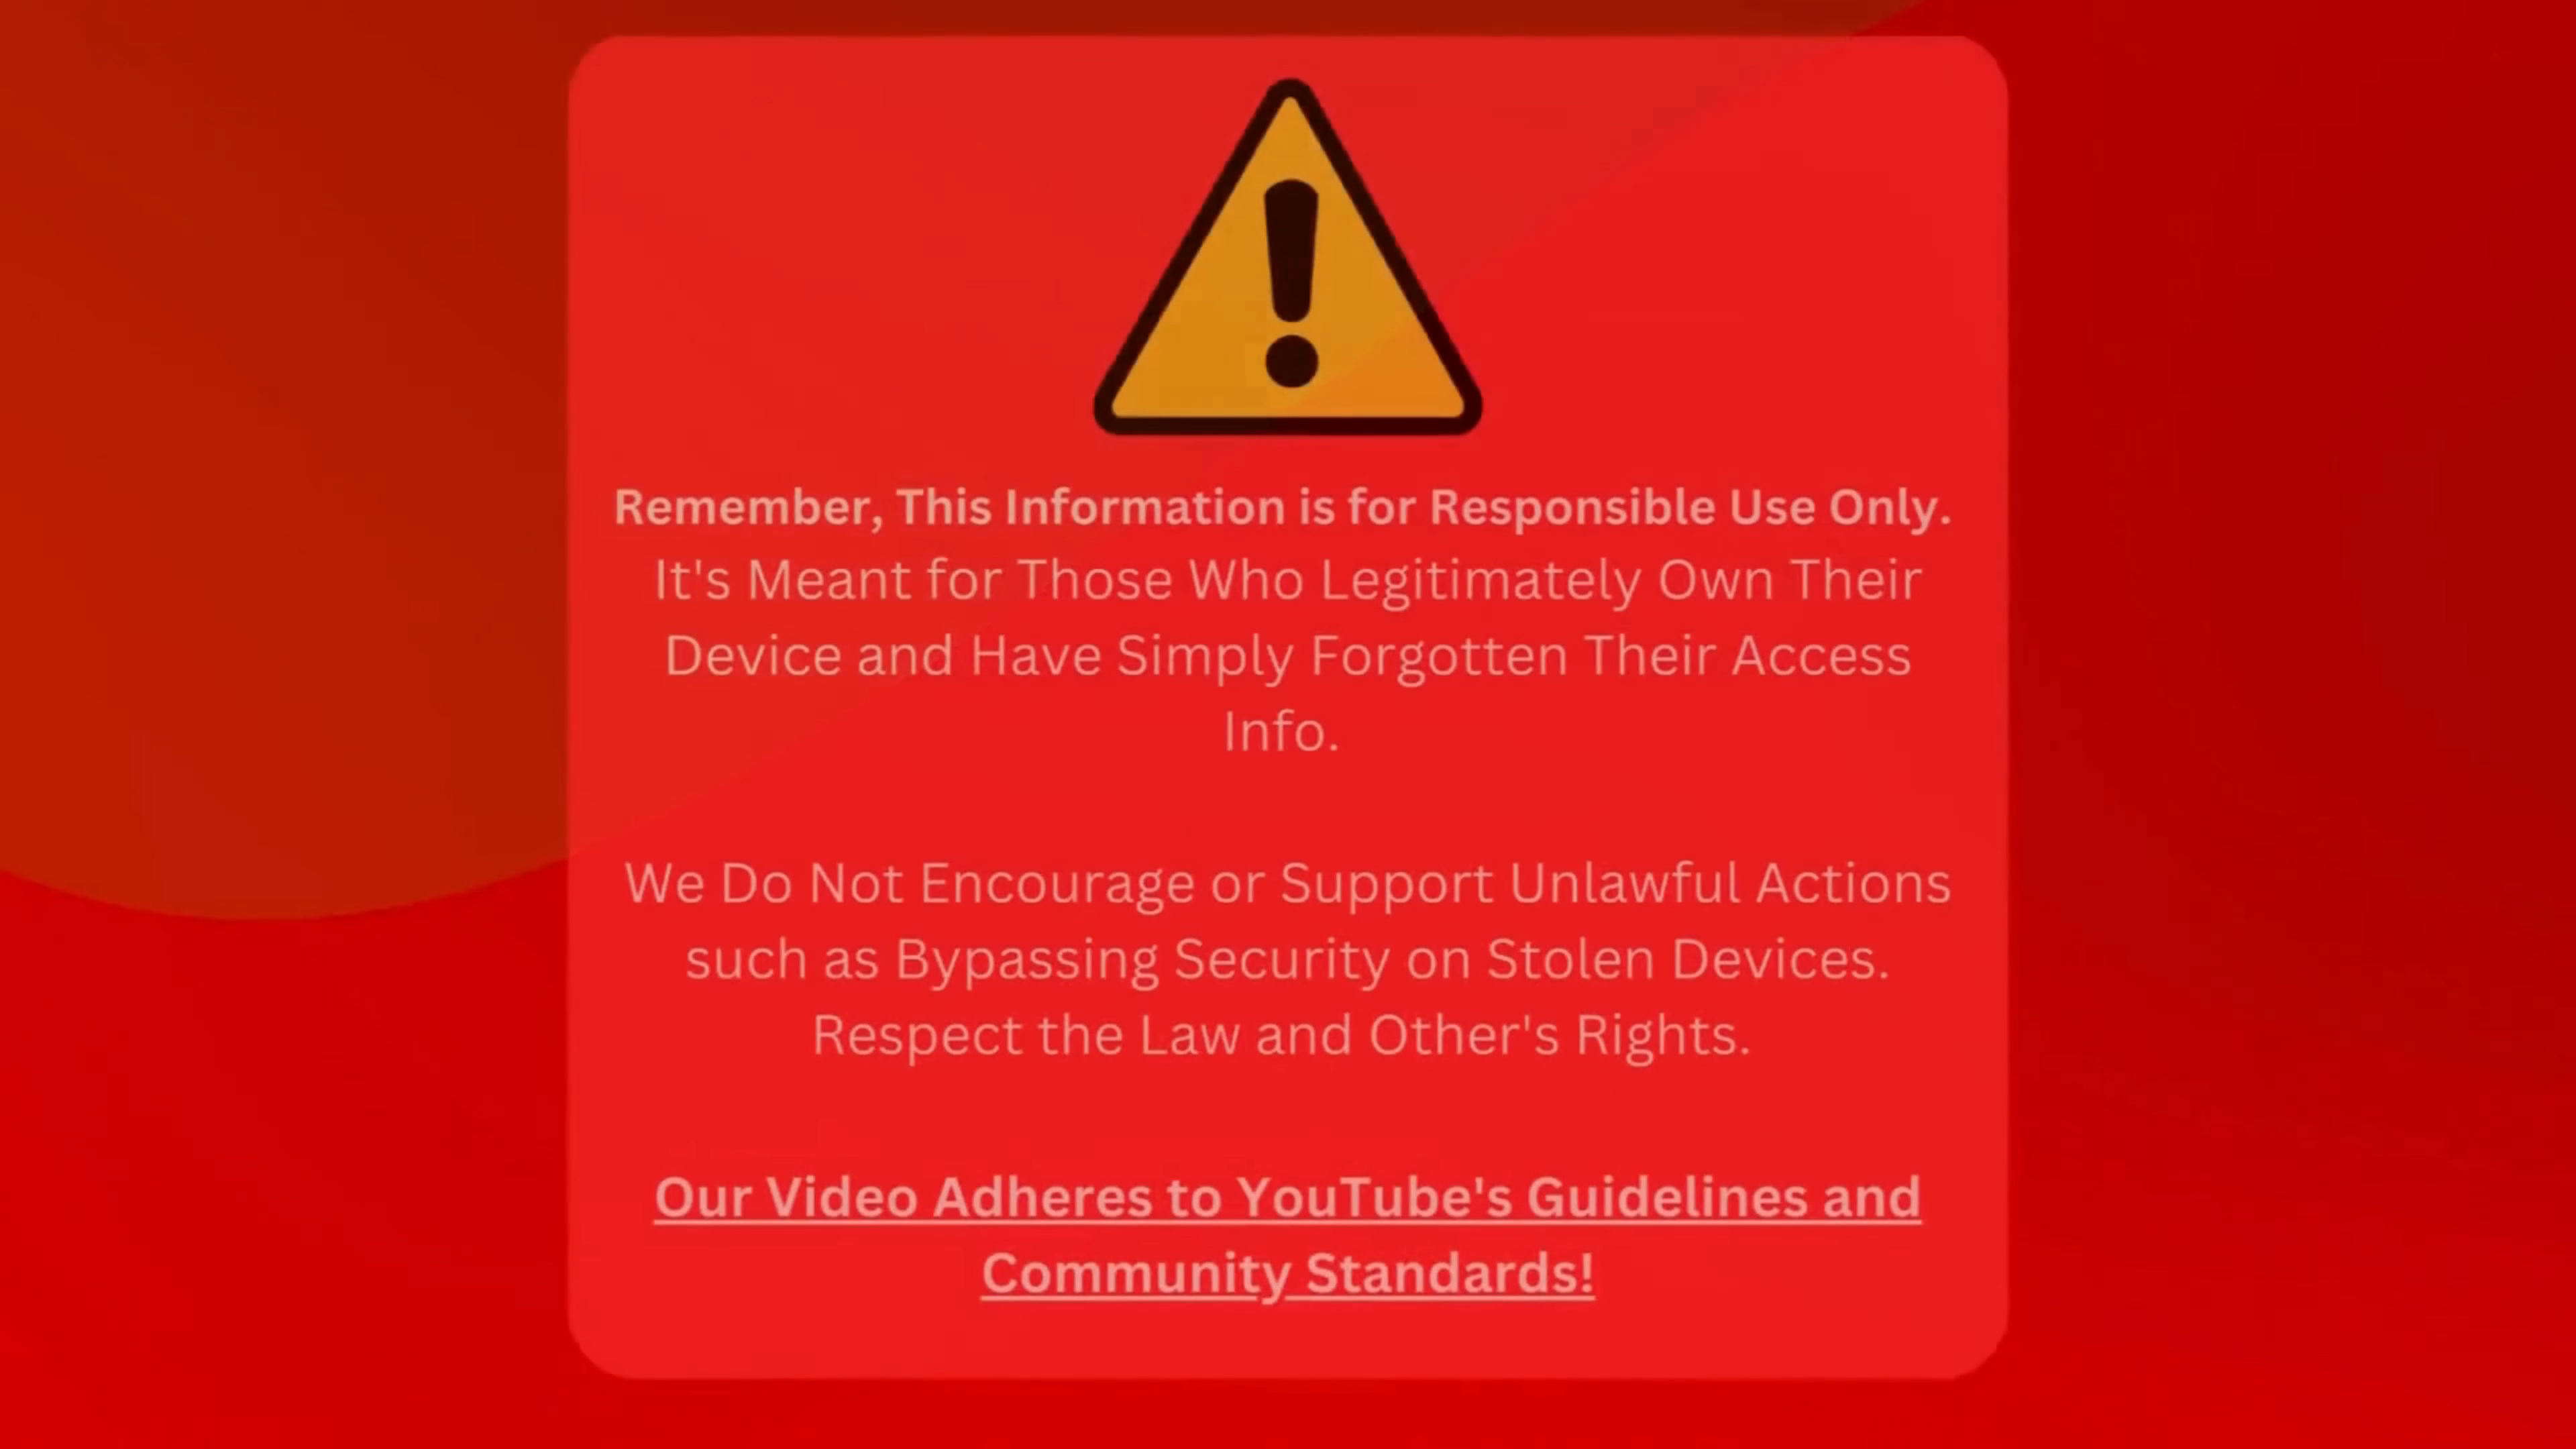 Remember, This Information is for Responsible Use Only.
It's Meant for Those Who Legitimately Own Their
Device and Have Simply Forgotten Their Access
Info.
We Do Not Encourage or Support Unlawful Actions
such as Bypassing Security on Stolen Devices.
Respect the Law and Other's Rights.
Our Video Adheres to YouTube's Guidelines and
Community Standards!